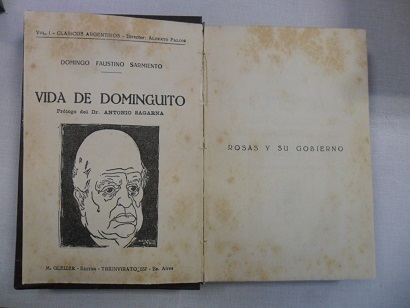 Vol. I - CLASICOS ARGENTINOS - Director: Alberto Palcos
DOMINGO FAUSTINO SARMIENTO
VIDA DE DOMINGUITO
Prólogo del Dr. ANTONIO SAGARNA
M. GLEIZER - Editor - TRIUNVIRATO 537 - Bs. Aires
ROSAS Y SU GOBIERNO